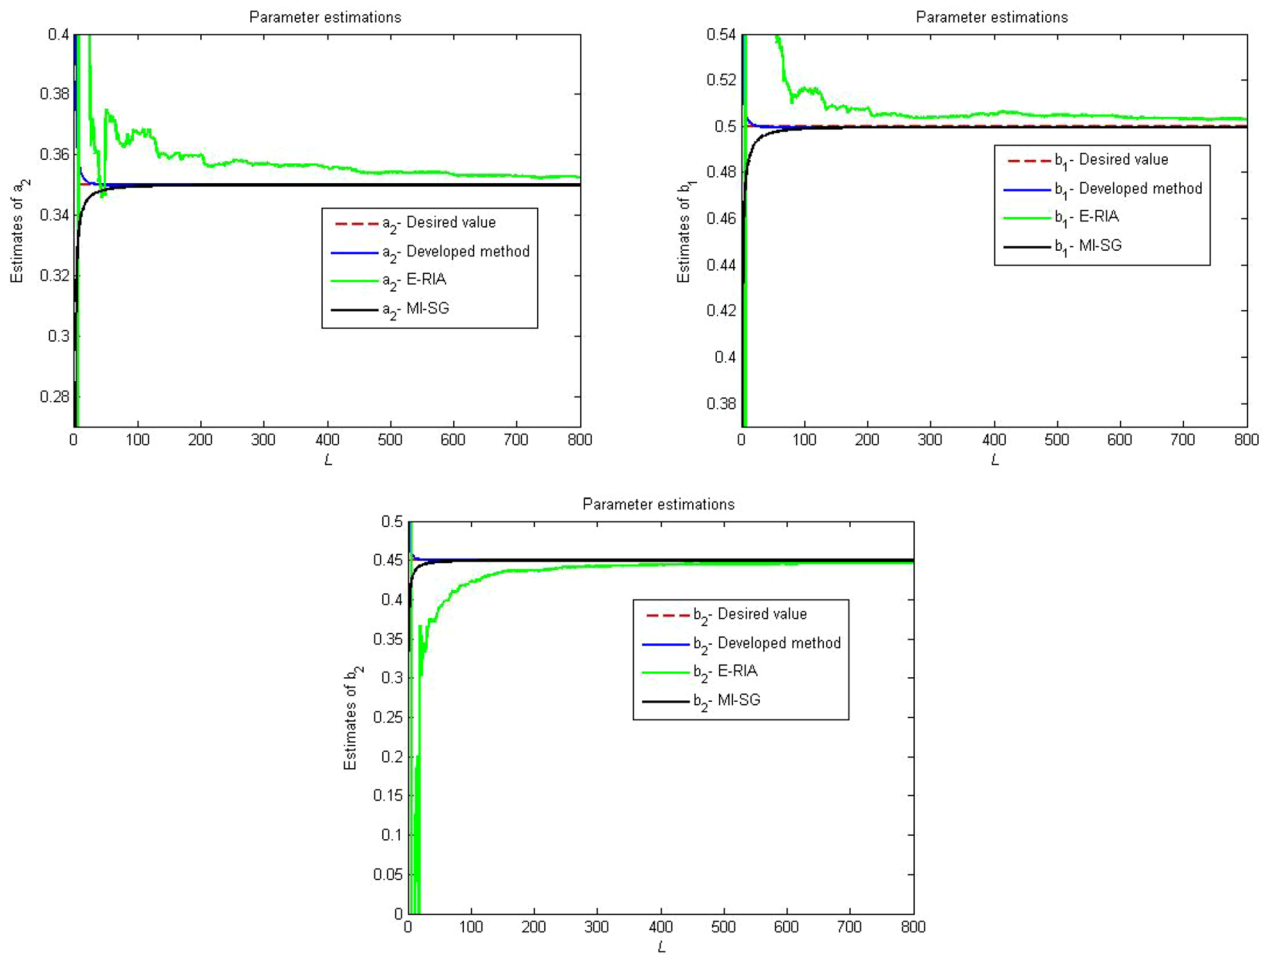 Parameter estimations
0.4
0.38
0.36
0.34
0.32
0.3
0.28
Estimates of a2
a2- Desired value
a2- Developed method
a2- E-RIA
a2- MI-SG
0 100 200 300 400 500 600 700 800
L
Parameter estimations
0.54
0.52
0.5
0.48
0.46
0.44
0.42
0.4
0.38
Estimates of b1
b1- Desired value
b1- Developed method
b1- E-RIA
b1- MI-SG
0 100 200 300 400 500 600 700 800
L
Parameter estimations
0.5
0.45
0.4
0.35
0.3
0.25
0.2
0.15
0.1
0.05
0
Estimates of b2
b2- Desired value
b2- Developed method
b2- E-RIA
b2- MI-SG
0 100 200 300 400 500 600 700 800
L